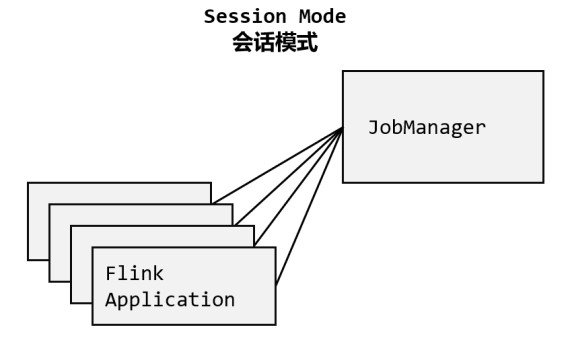 Session Mode
会话模式
JobManager
Flink
Application